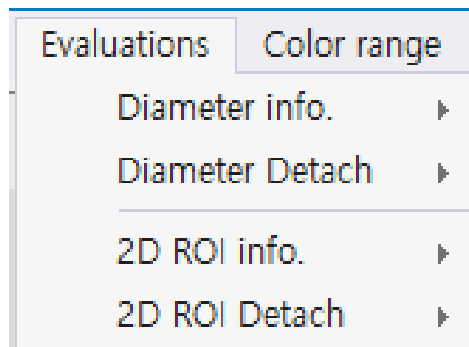 Evaluations Color range
Diameter info.
Diameter Detach
2D ROI info.
2D ROI Detach